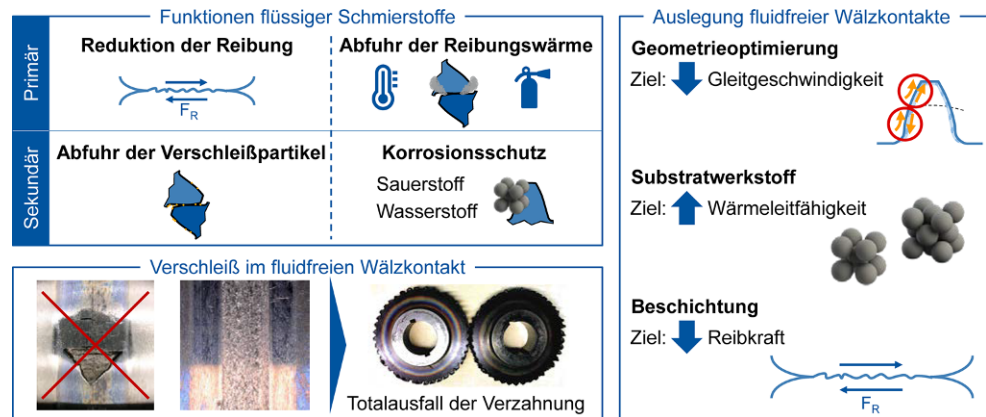 Funktionen flüssiger Schmierstoffe
Primär
Reduktion der Reibung
F_R
Abfuhr der Reibungswärme
Sekundär
Abfuhr der Verschleißpartikel
Korrosionsschutz
Sauerstoff
Wasserstoff
Verschleiß im fluidfreien Wälzkontakt
Totalausfall der Verzahnung
Auslegung fluidfreier Wälzkontakte
Geometrieoptimierung
Ziel: Gleitgeschwindigkeit
Substratwerkstoff
Ziel: Wärmeleitfähigkeit
Beschichtung
Ziel: Reibkraft
F_R